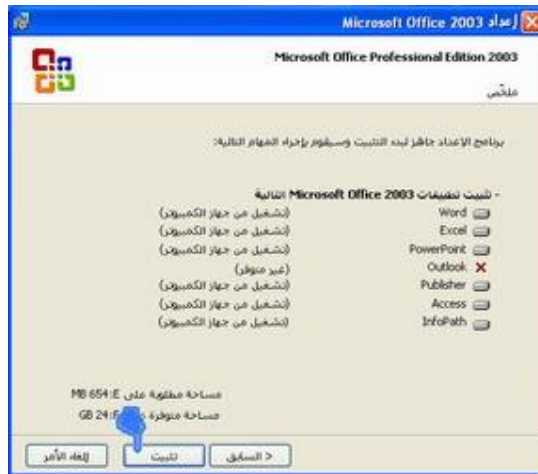 إعداد Microsoft Office 2003
Microsoft Office Professional Edition 2003
ملخّص
برنامج الإعداد جاهز لبدء التثبيت وسيقوم بإجراء المهام التالية:
- تثبيت تطبيقات Microsoft Office 2003 التالية
Word (تشغيل من جهاز الكمبيوتر)
Excel (تشغيل من جهاز الكمبيوتر)
PowerPoint (تشغيل من جهاز الكمبيوتر)
Outlook (غير متوفر)
Publisher (تشغيل من جهاز الكمبيوتر)
Access (تشغيل من جهاز الكمبيوتر)
InfoPath (تشغيل من جهاز الكمبيوتر)
مساحة مطلوبة على E: 654 MB
مساحة متوفرة E: 24 GB
< السابق تثبيت إلغاء الأمر